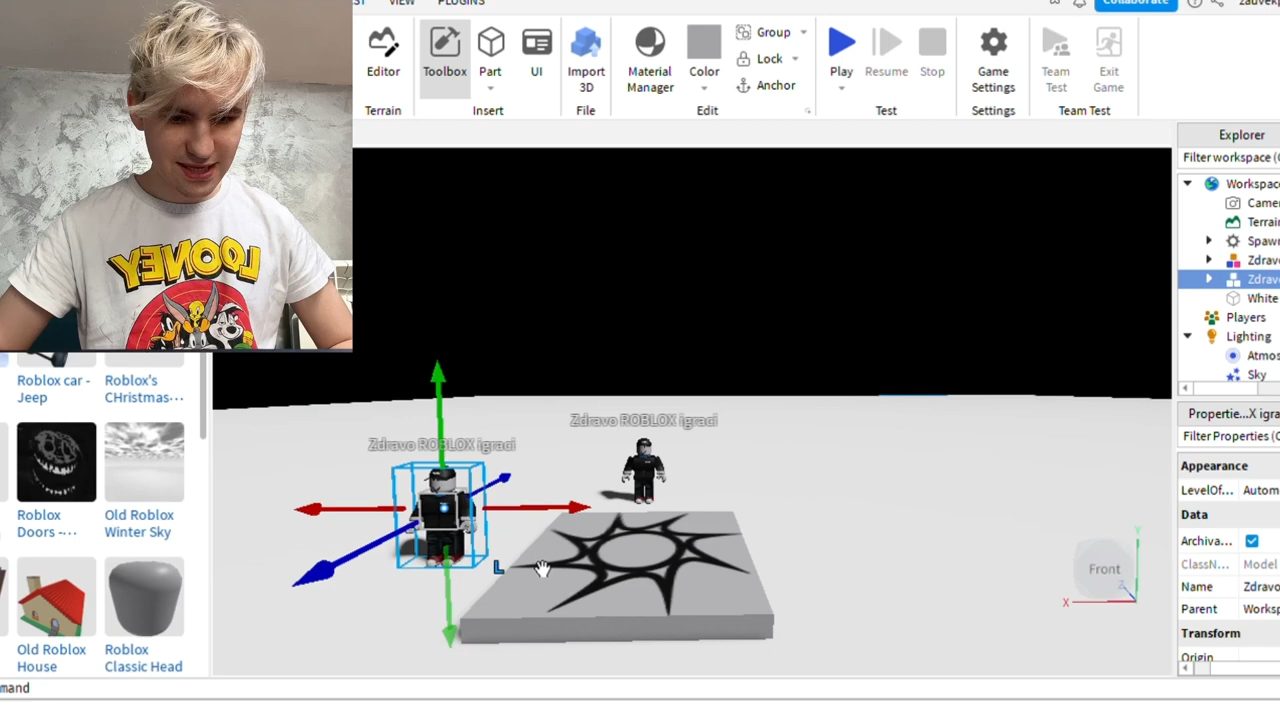 ST VIEW PLUGINS
Collaborate
Editor
Toolbox
Part
UI
Import
3D
Material
Manager
Color
Group
Lock
Anchor
Play
Resume
Stop
Game
Settings
Team
Test
Exit
Game
Terrain
Insert
File
Edit
Test
Settings
Team Test
Explorer
Filter workspace (
Workspac
Came
Terrai
Spawn
Zdravo
Zdravo
White
Players
Lighting
Atmos
Sky
LOONEY
Roblox car -
Jeep
Roblox's
CHristmas...
Roblox
Doors -...
Old Roblox
Winter Sky
Old Roblox
House
Roblox
Classic Head
Zdravo ROBLOX igraci
Zdravo ROBLOX igraci
L
Front
X
Y
Z
Propertie...X igra
Filter Properties (
Appearance
LevelOf... Autom
Data
Archiva...
ClassN... Model
Name Zdravo
Parent Works
Transform
Origin
mand